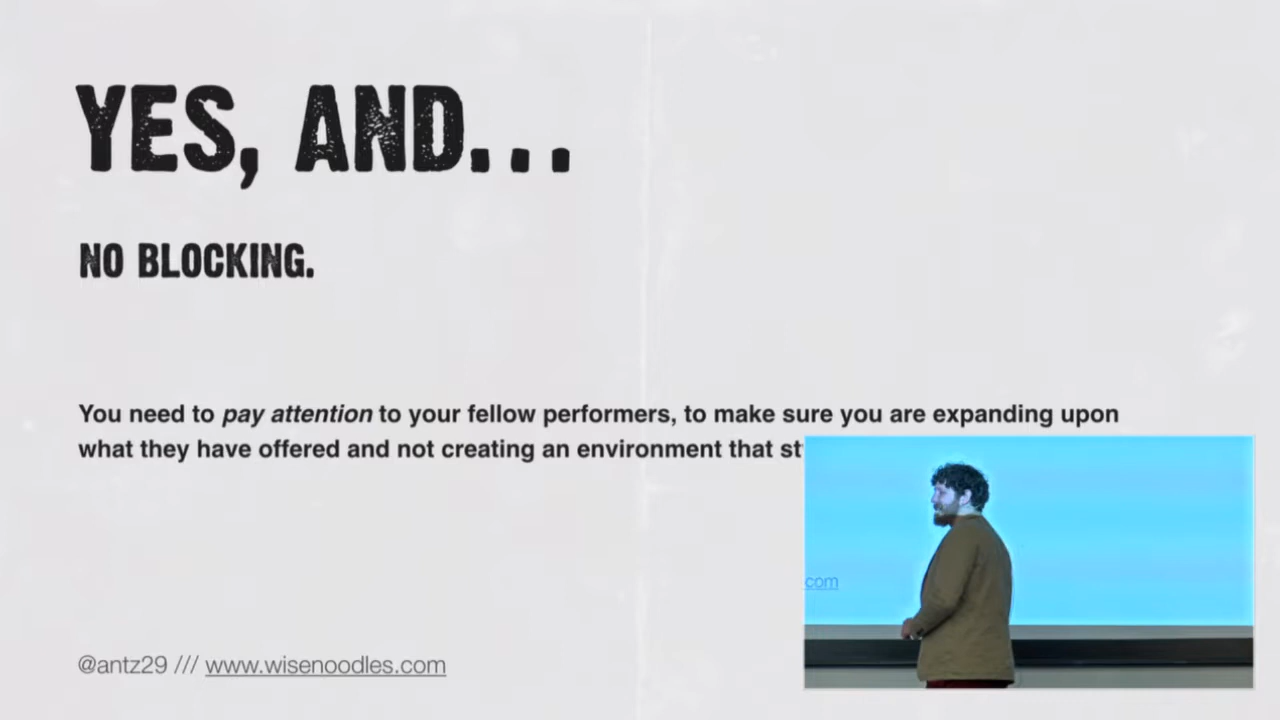 YES, AND...
NO BLOCKING.
You need to pay attention to your fellow performers, to make sure you are expanding upon
what they have offered and not creating an environment that
@antz29 /// www.wisenoodles.com
.com